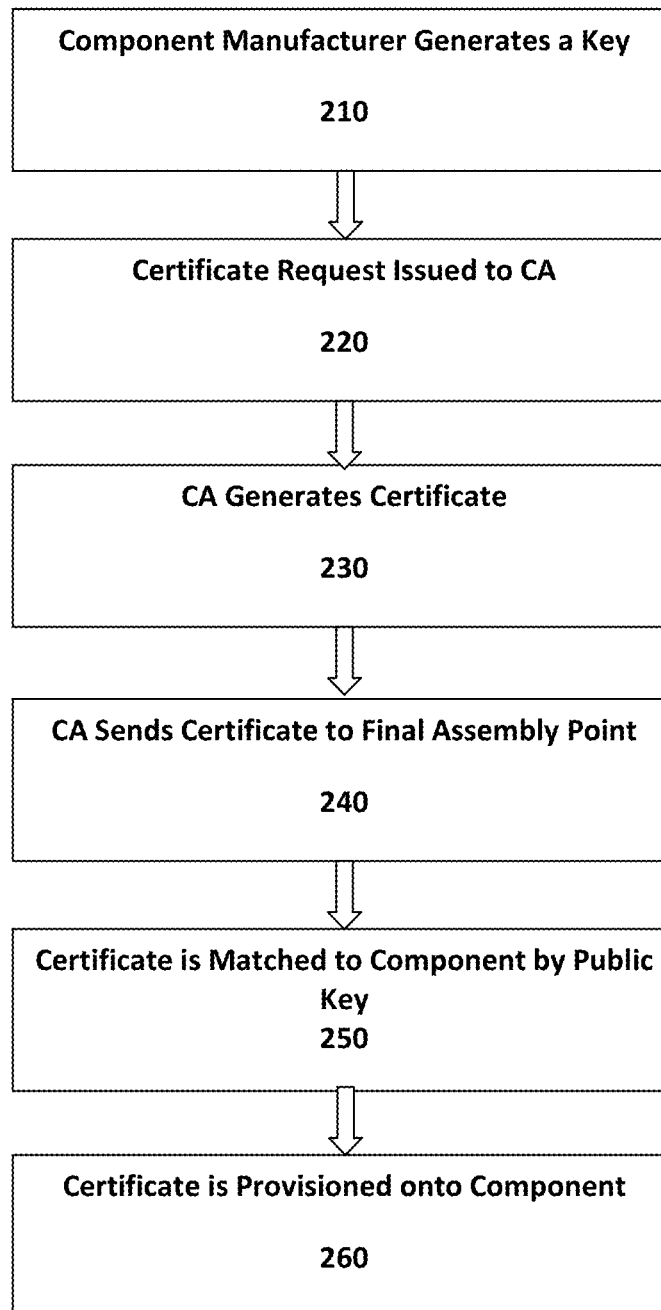 Component Manufacturer Generates a Key
210
Certificate Request Issued to CA
220
CA Generates Certificate
230
CA Sends Certificate to Final Assembly Point
240
Certificate is Matched to Component by Public
Key
250
Certificate is Provisioned onto Component
260